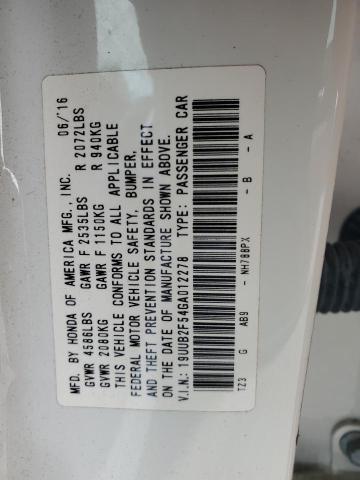 MFD. BY HONDA OF AMERICA MFG., INC. 06/'16
GVWR 4586LBS GAWR F 2535LBS R 2072LBS
GVWR 2080KG GAWR F 1150KG R 940KG
THIS VEHICLE CONFORMS TO ALL APPLICABLE
FEDERAL MOTOR VEHICLE SAFETY, BUMPER,
AND THEFT PREVENTION STANDARDS IN EFFECT
ON THE DATE OF MANUFACTURE SHOWN ABOVE.
V.I.N.: 19UUB2F54GA012278 TYPE: PASSENGER CAR
TZ3 G AB9 - NH788PX - B - A